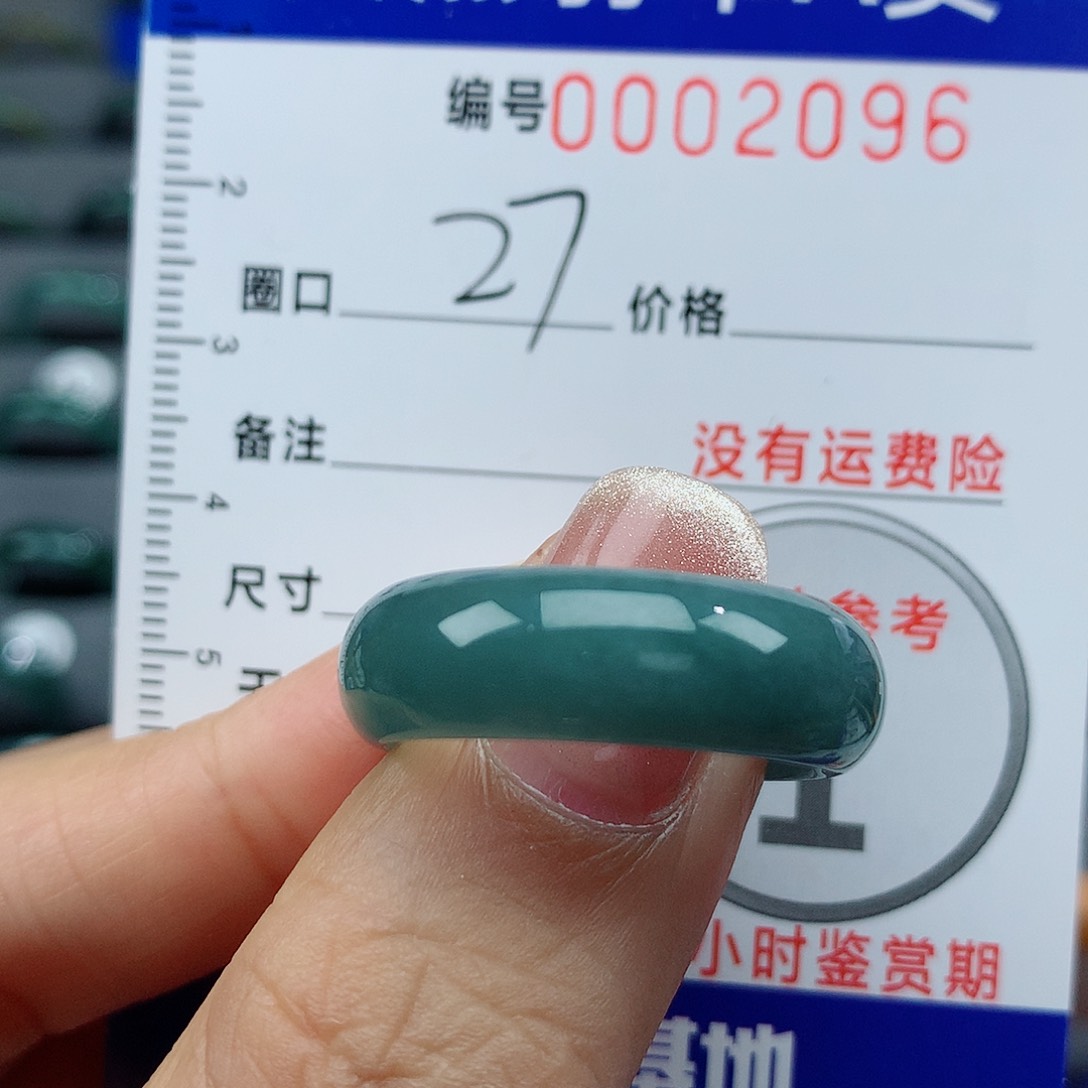 编号0002096
2
圈口 27 价格
3
备注
没有运费险
4
尺寸
参考
5
小时鉴赏期
基地